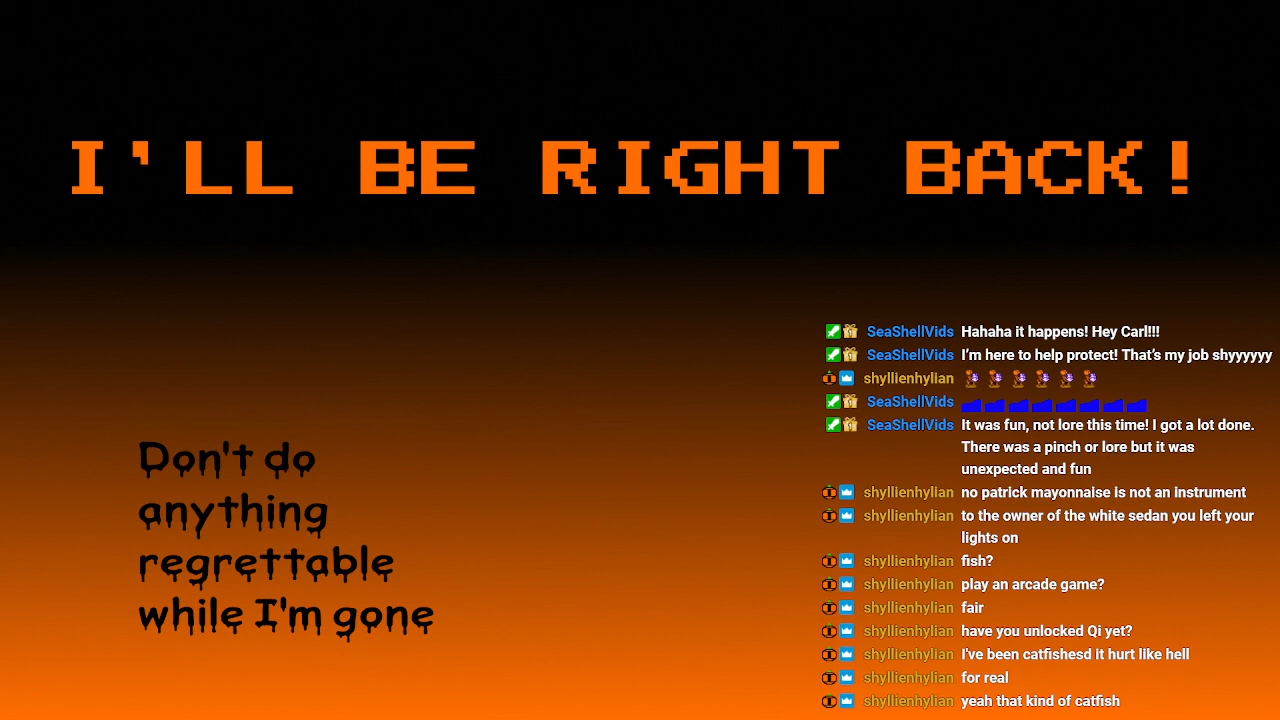 I'LL BE RIGHT BACK!
Don't do
anything
regrettable
while I'm gone
SeaShellVids Hahaha it happens! Hey Carl!!!
SeaShellVids I’m here to help protect! That’s my job shyyyyyy
shyllienhylian
SeaShellVids
SeaShellVids It was fun, not lore this time! I got a lot done.
There was a pinch or lore but it was
unexpected and fun
shyllienhylian no patrick mayonnaise is not an instrument
shyllienhylian to the owner of the white sedan you left your
lights on
shyllienhylian fish?
shyllienhylian play an arcade game?
shyllienhylian fair
shyllienhylian have you unlocked Qi yet?
shyllienhylian I've been catfishesd it hurt like hell
shyllienhylian for real
shyllienhylian yeah that kind of catfish